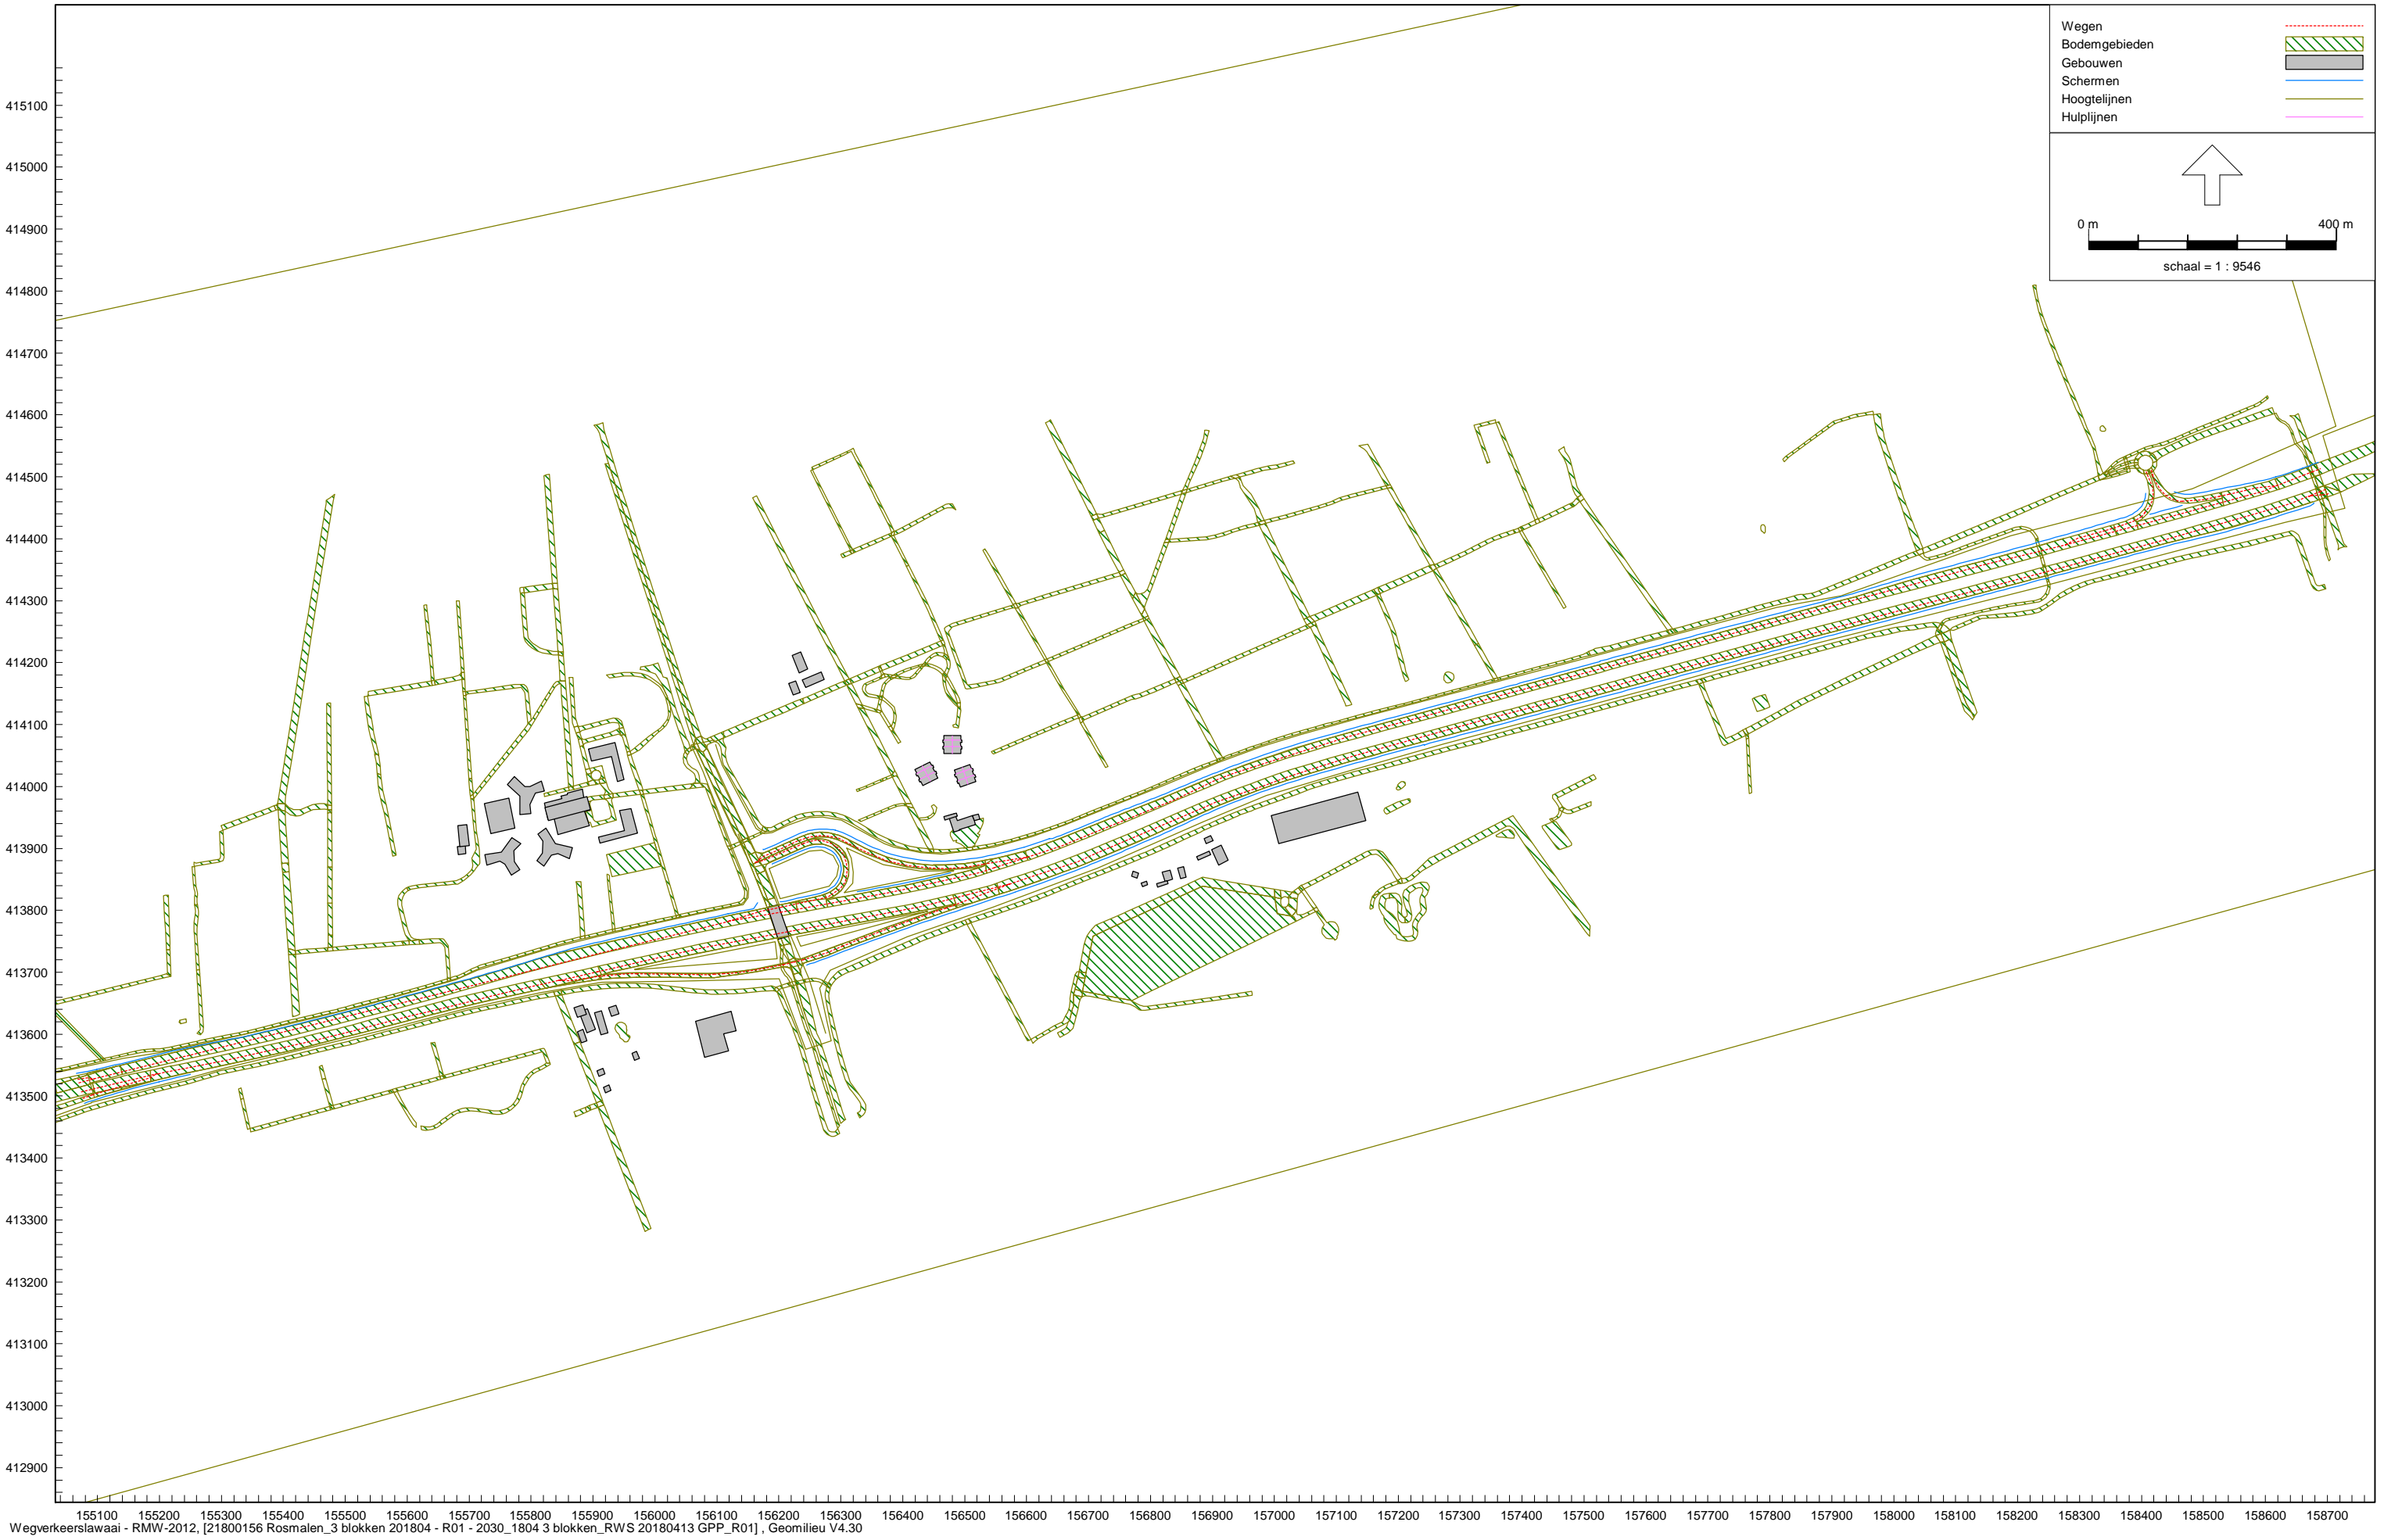 Wegen
Bodemgebieden
Gebouwen
Schermen
Hoogtelijnen
Hulplijnen
0 m 400 m
schaal = 1 : 9546
415100
415000
414900
414800
414700
414600
414500
414400
414300
414200
414100
414000
413900
413800
413700
413600
413500
413400
413300
413200
413100
413000
412900
155100 155200 155300 155400 155500 155600 155700 155800 155900 156000 156100 156200 156300 156400 156500 156600 156700 156800 156900 157000 157100 157200 157300 157400 157500 157600 157700 157800 157900 158000 158100 158200 158300 158400 158500 158600 158700
Wegverkeerslawaai - RMW-2012, [21800156 Rosmalen_3 blokken 201804 - R01 - 2030_1804 3 blokken_RWS 20180413 GPP_R01] , Geomilieu V4.30